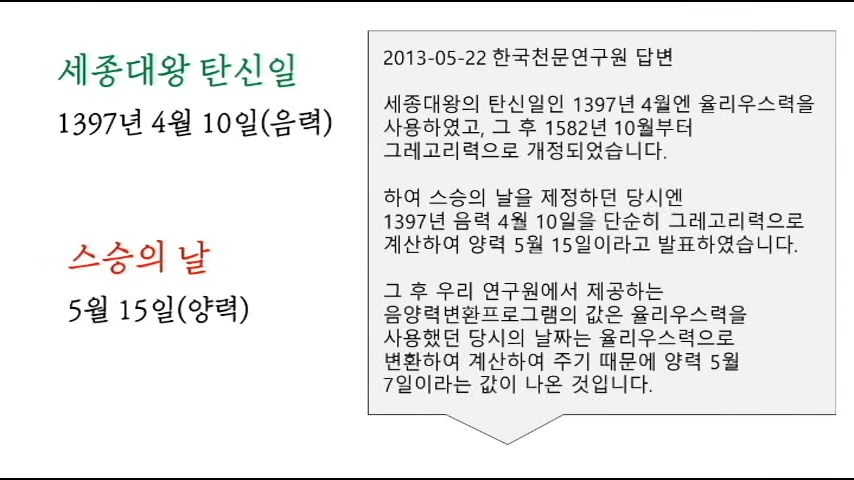 세종대왕 탄신일
1397년 4월 10일(음력)
스승의 날
5월 15일(양력)
2013-05-22 한국천문연구원 답변
세종대왕의 탄신일인 1397년 4월엔 율리우스력을
사용하였고, 그 후 1582년 10월부터
그레고리력으로 개정되었습니다.
하여 스승의 날을 제정하던 당시엔
1397년 음력 4월 10일을 단순히 그레고리력으로
계산하여 양력 5월 15일이라고 발표하였습니다.
그 후 우리 연구원에서 제공하는
음양력변환프로그램의 값은 율리우스력을
사용했던 당시의 날짜는 율리우스력으로
변환하여 계산하여 주기 때문에 양력 5월
7일이라는 값이 나온 것입니다.